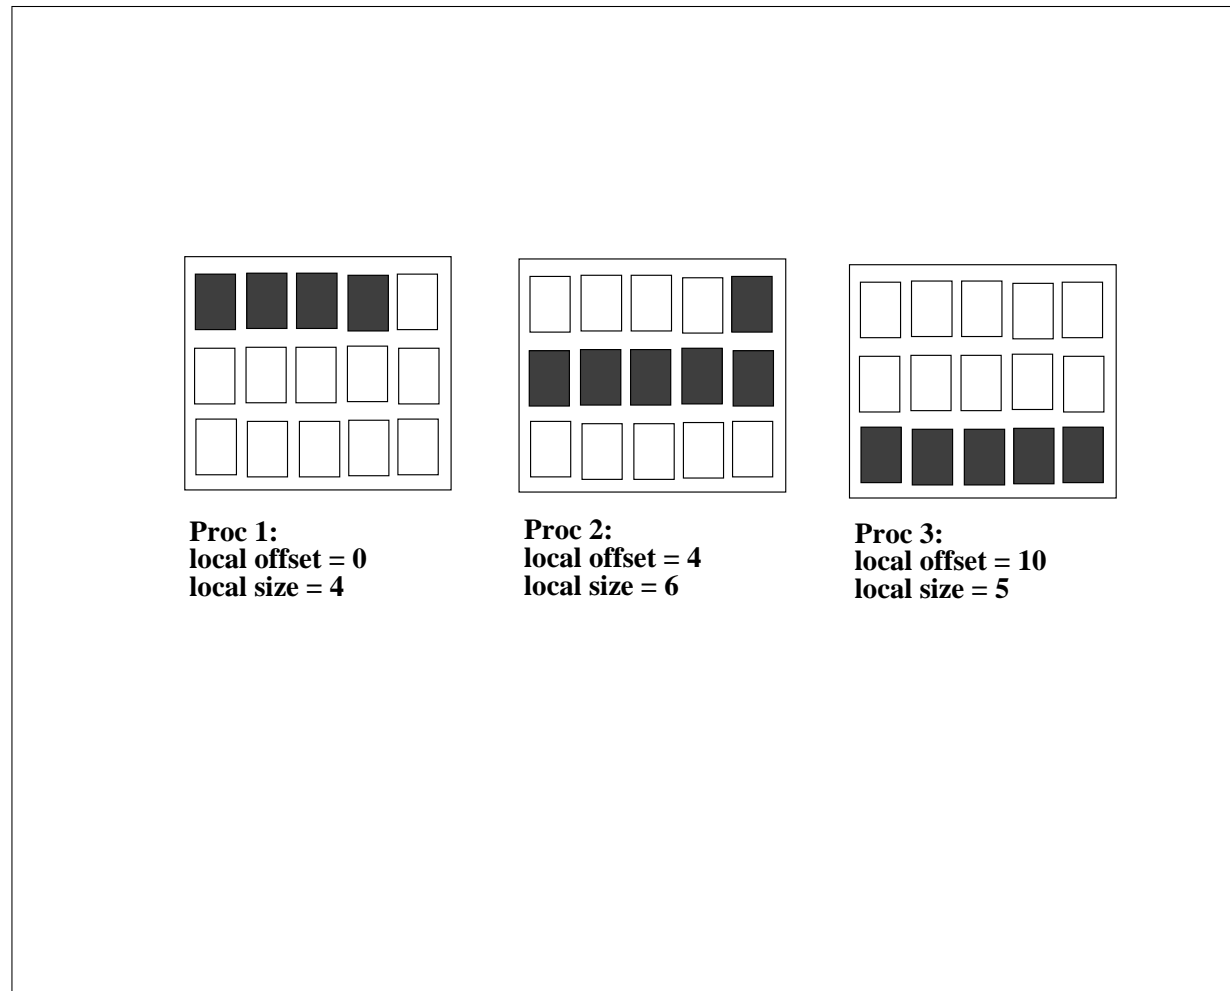 Proc 1:
local offset = 0
local size = 4
Proc 2:
local offset = 4
local size = 6
Proc 3:
local offset = 10
local size = 5